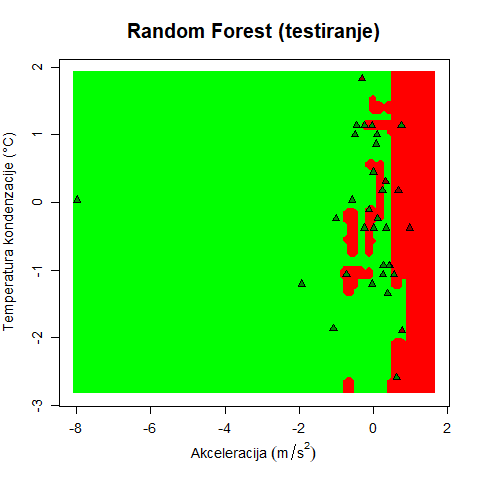 Random Forest (testiranje)
Temperatura kondenzacije (°C)
2
1
0
-1
-2
-3
-8 -6 -4 -2 0 2
Akceleracija (m/s²)